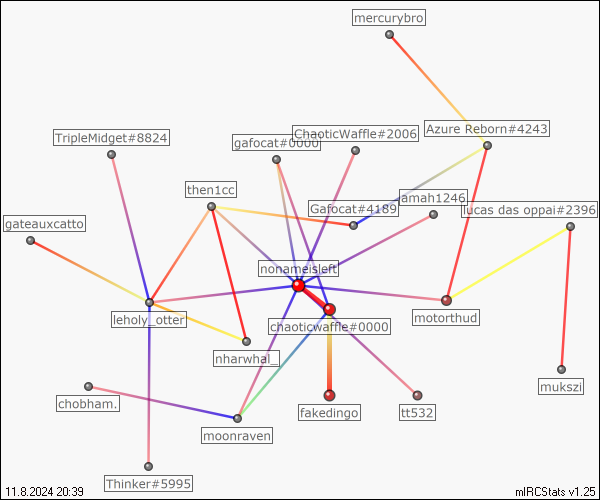 mercurybro
Azure Reborn#4243
ChaoticWaffle#2006
TripleMidget#8824
gafocat#0000
then1cc
amah1246
Gafocat#4189
lucas das oppai#2396
gateauxcatto
nonameisleft
leholy_otter
motorthud
chaoticwaffle#0000
nharwhal_
mukszi
chobham.
fakedingo
tt532
moonraven
Thinker#5995
11.8.2024 20:39
mIRCStats v1.25